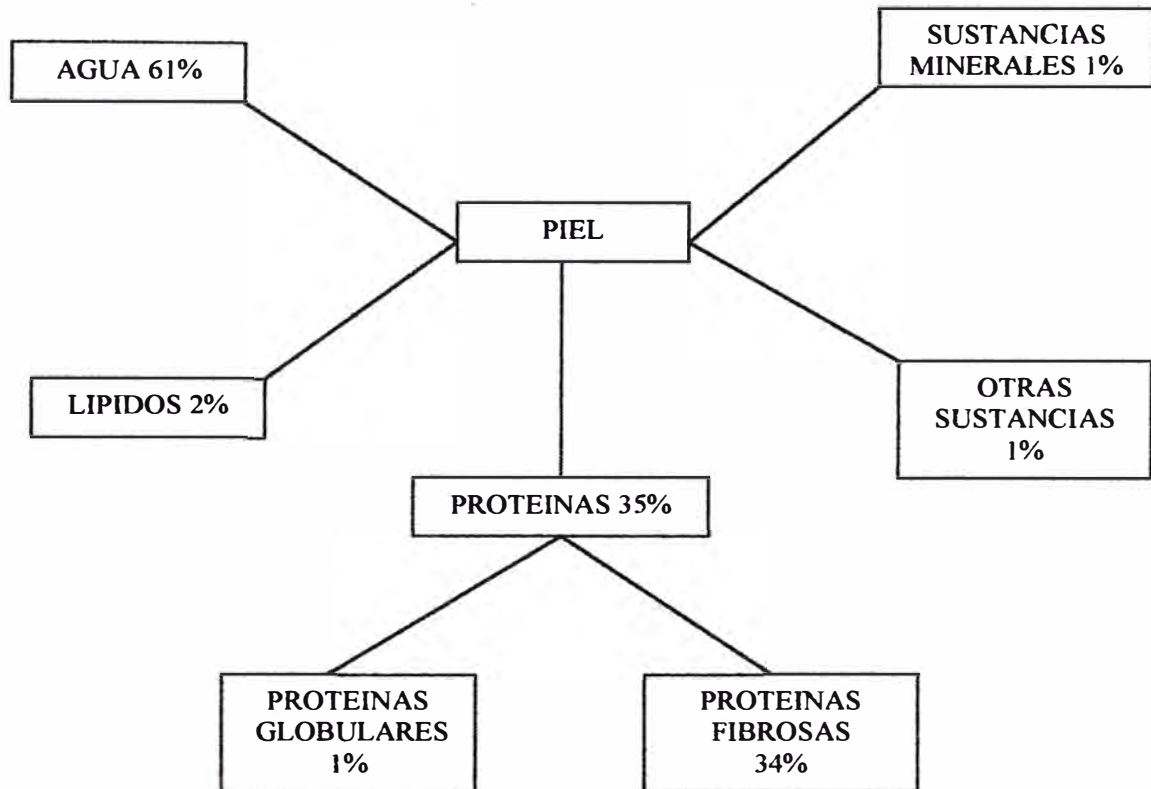 AGUA 61%
SUSTANCIAS
MINERALES 1%
PIEL
LIPIDOS 2%
OTRAS
SUSTANCIAS
1%
PROTEINAS 35%
PROTEINAS
GLOBULARES
1%
PROTEINAS
FIBROSAS
34%